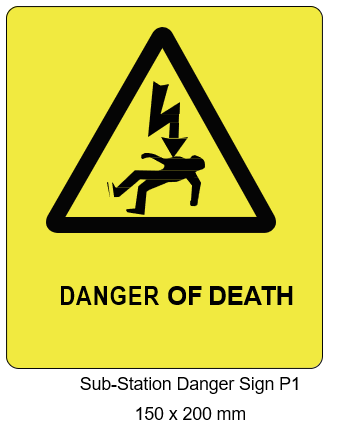 DANGER OF DEATH
Sub-Station Danger Sign P1
150 x 200 mm